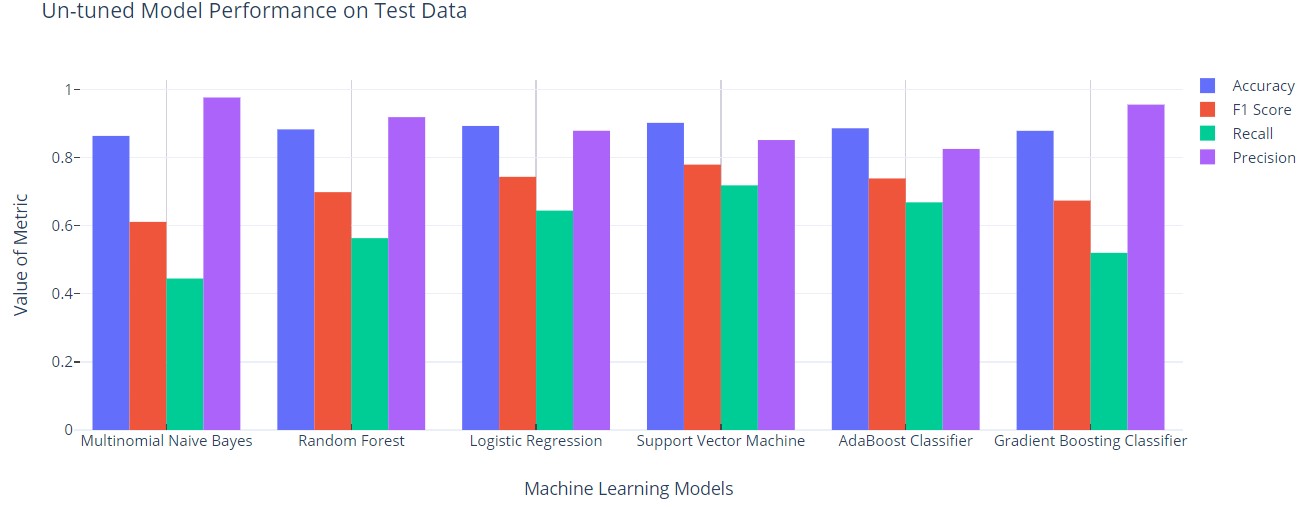 Un-tuned Model Performance on Test Data
Accuracy
F1 Score
Recall
Precision
Value of Metric
1
0.8
0.6
0.4
0.2
0
Multinomial Naive Bayes
Random Forest
Logistic Regression
Support Vector Machine
AdaBoost Classifier
Gradient Boosting Classifier
Machine Learning Models